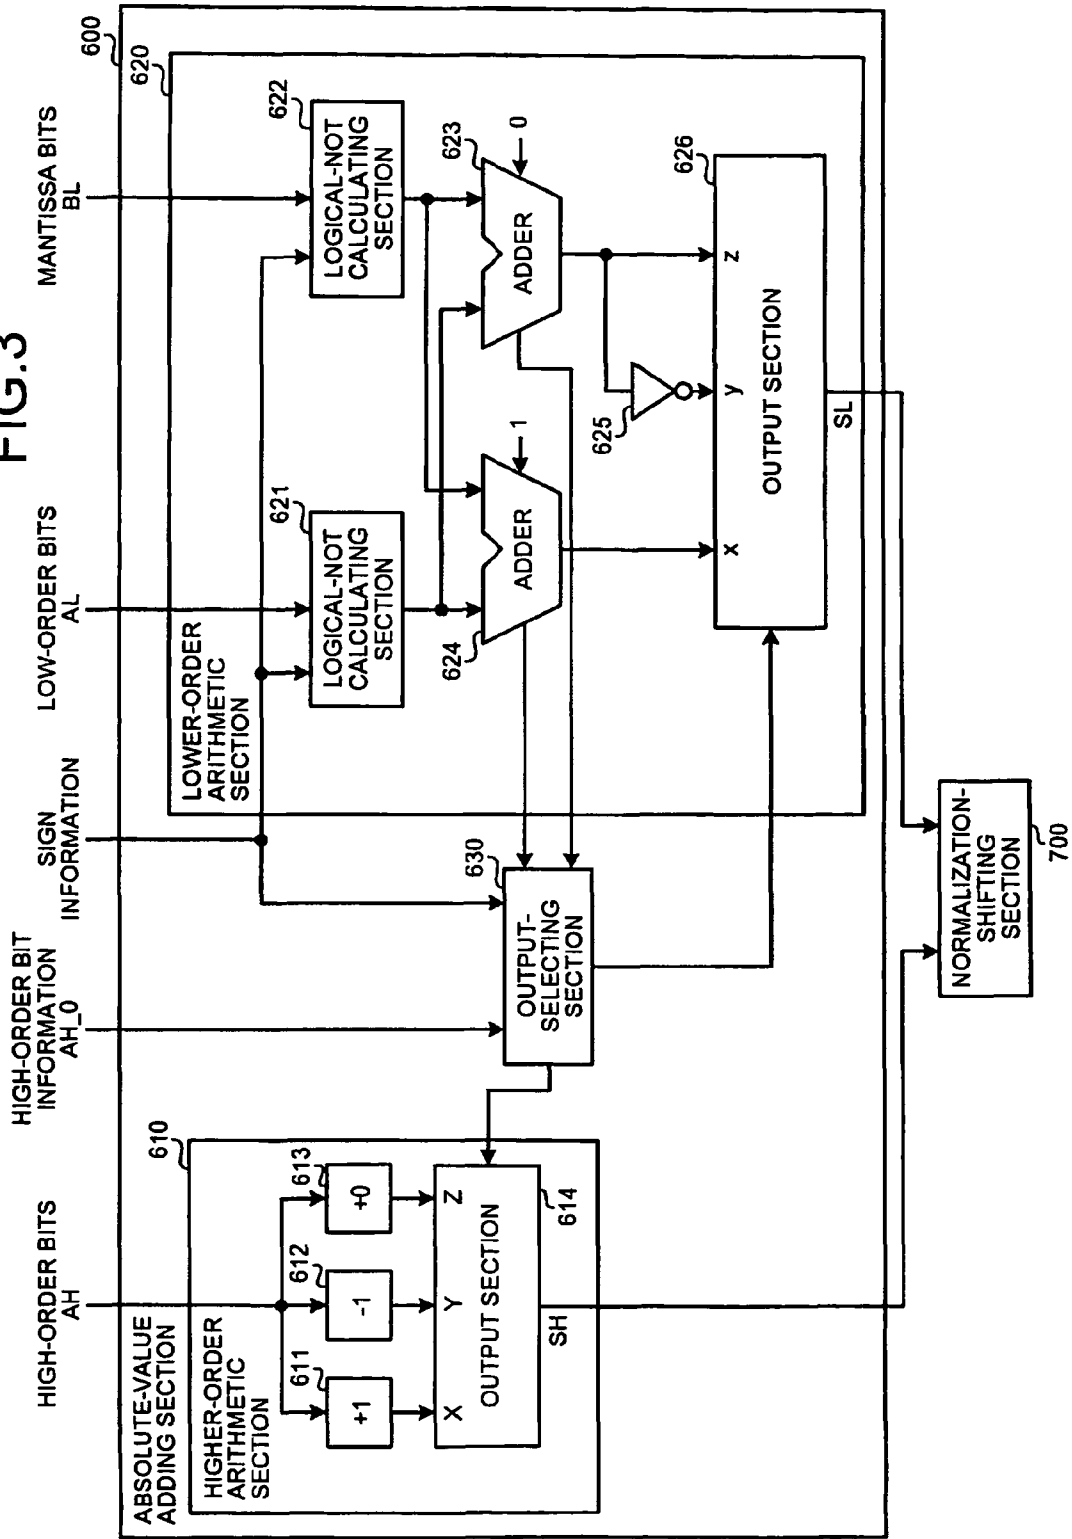 FIG.3
HIGH-ORDER BITS
AH
HIGH-ORDER BIT
INFORMATION
AH_0
SIGN
INFORMATION
LOW-ORDER BITS
AL
MANTISSA BITS
BL
600
ABSOLUTE-VALUE
ADDING SECTION
610
HIGHER-ORDER
ARITHMETIC
SECTION
611
+1
612
-1
613
+0
X
Y
Z
OUTPUT SECTION
614
SH
630
OUTPUT-
SELECTING
SECTION
620
LOWER-ORDER
ARITHMETIC
SECTION
621
LOGICAL-NOT
CALCULATING
SECTION
622
LOGICAL-NOT
CALCULATING
SECTION
624
ADDER
1
623
ADDER
0
625
626
x
y
z
OUTPUT SECTION
SL
NORMALIZATION-
SHIFTING
SECTION
700